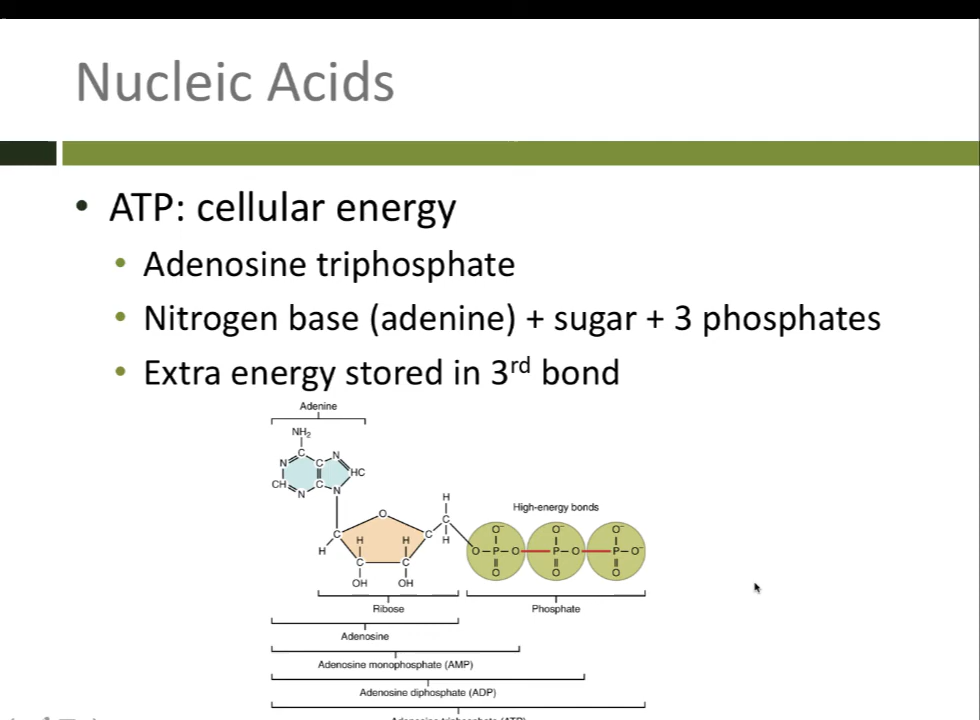 Nucleic Acids
• ATP: cellular energy
• Adenosine triphosphate
• Nitrogen base (adenine) + sugar + 3 phosphates
• Extra energy stored in 3rd bond
Adenine
NH2
C
N
N
C
HC
CH
C
N
N
H
O
C
High-energy bonds
O⁻
O⁻
O⁻
C
C
H
H
H
O–P–O
P–O
P–O⁻
H
C
C
O
O
O
OH
OH
Ribose
Phosphate
Adenosine
Adenosine monophosphate (AMP)
Adenosine diphosphate (ADP)
Adenosine triphosphate (ATP)